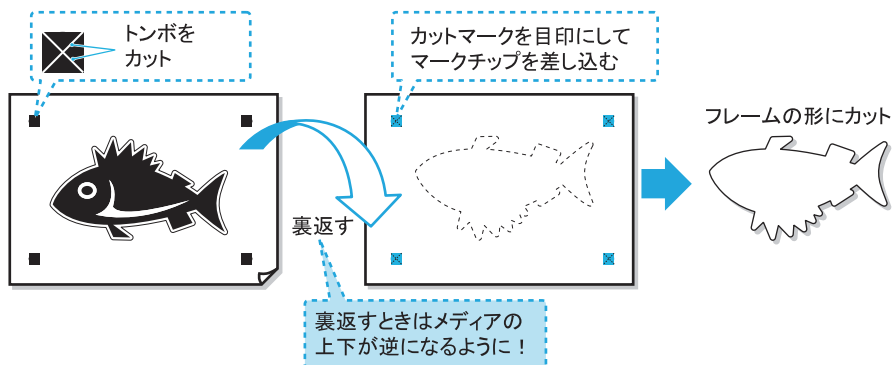 トンボを
カット
カットマークを目印にして
マークチップを差し込む
フレームの形にカット
裏返す
裏返すときはメディアの
上下が逆になるように！